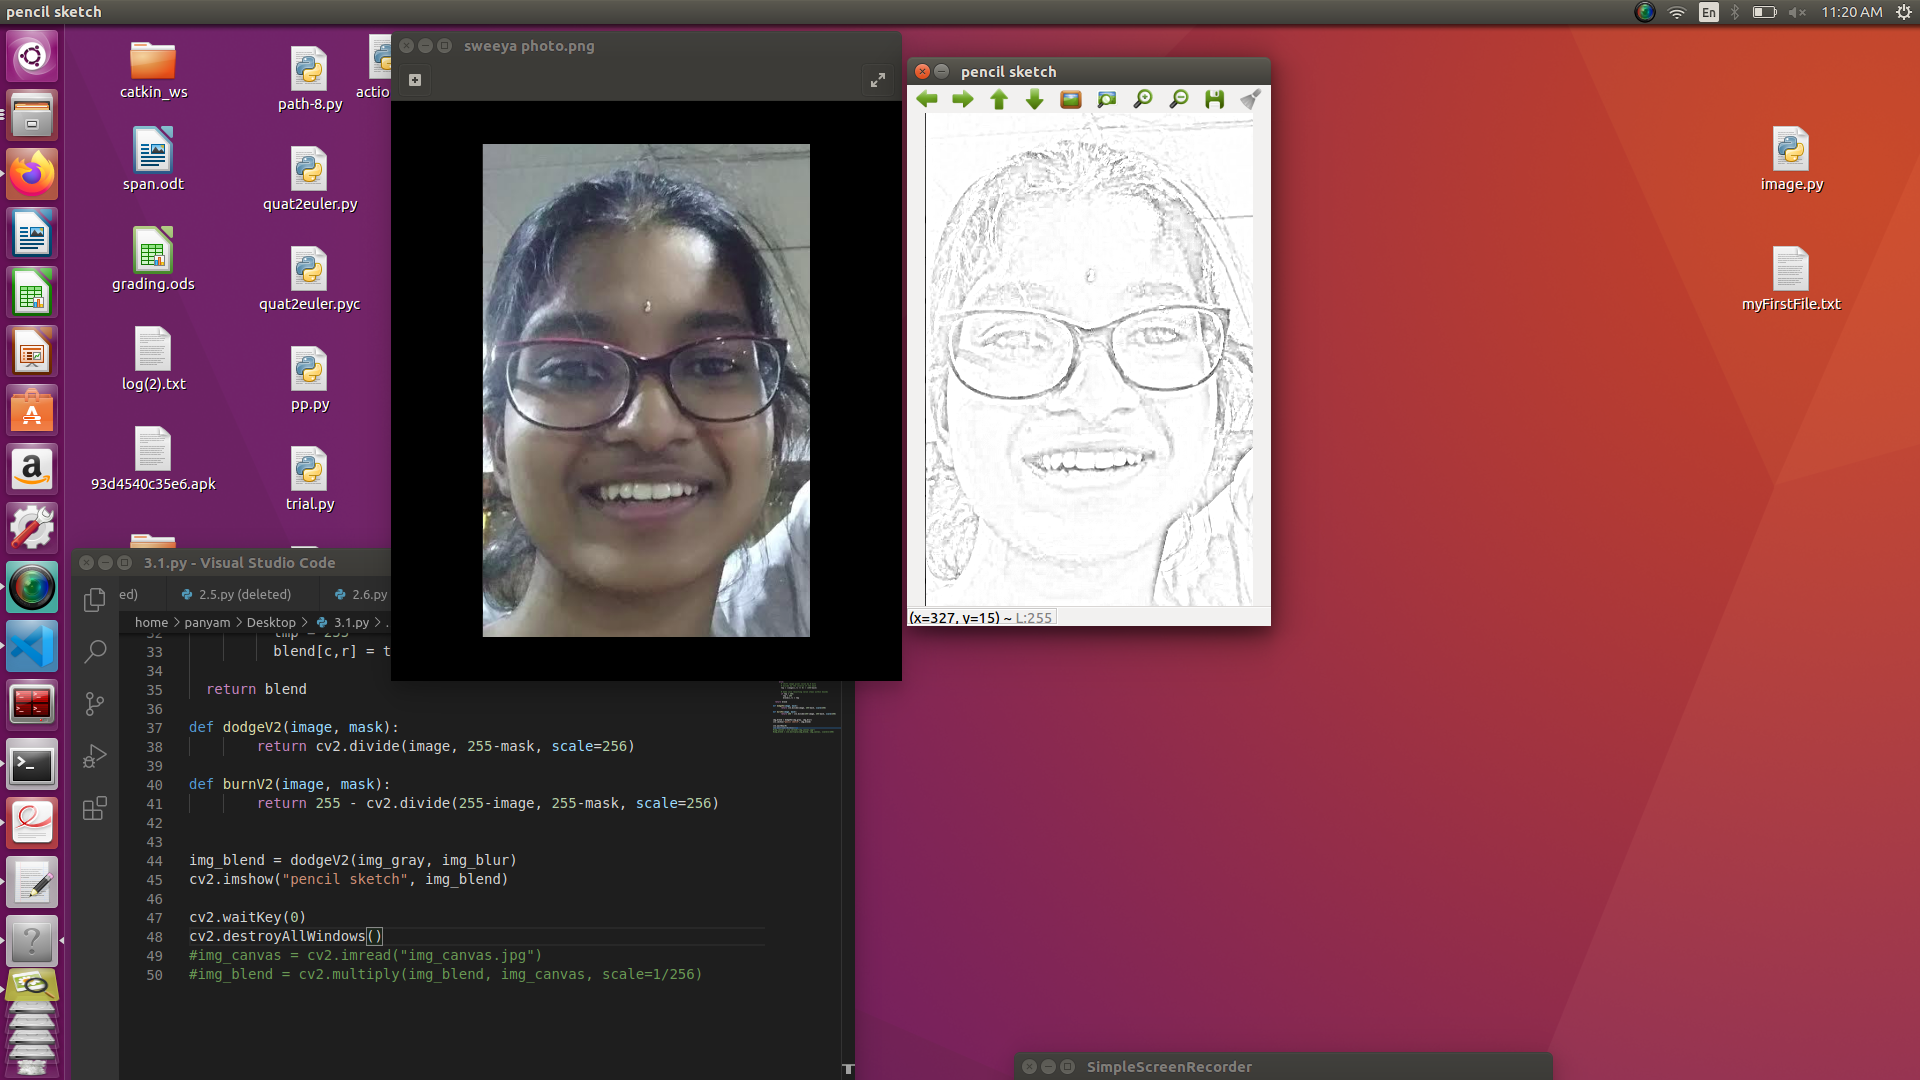 pencil sketch
En
11:20 AM
catkin_ws
path-8.py
actio
span.odt
quat2euler.py
grading.ods
quat2euler.pyc
log(2).txt
pp.py
93d4540c35e6.apk
trial.py
sweeya photo.png
pencil sketch
(x=327, y=15) ~ L:255
image.py
myFirstFile.txt
3.1.py - Visual Studio Code
ed) 2.5.py (deleted) 2.6.py
home > panyam > Desktop > 3.1.py > .
32 tmp = 255
33 blend[c,r] = t
34
35 return blend
36
37 def dodgeV2(image, mask):
38 return cv2.divide(image, 255-mask, scale=256)
39
40 def burnV2(image, mask):
41 return 255 - cv2.divide(255-image, 255-mask, scale=256)
42
43
44 img_blend = dodgeV2(img_gray, img_blur)
45 cv2.imshow("pencil sketch", img_blend)
46
47 cv2.waitKey(0)
48 cv2.destroyAllWindows()
49 #img_canvas = cv2.imread("img_canvas.jpg")
50 #img_blend = cv2.multiply(img_blend, img_canvas, scale=1/256)
SimpleScreenRecorder